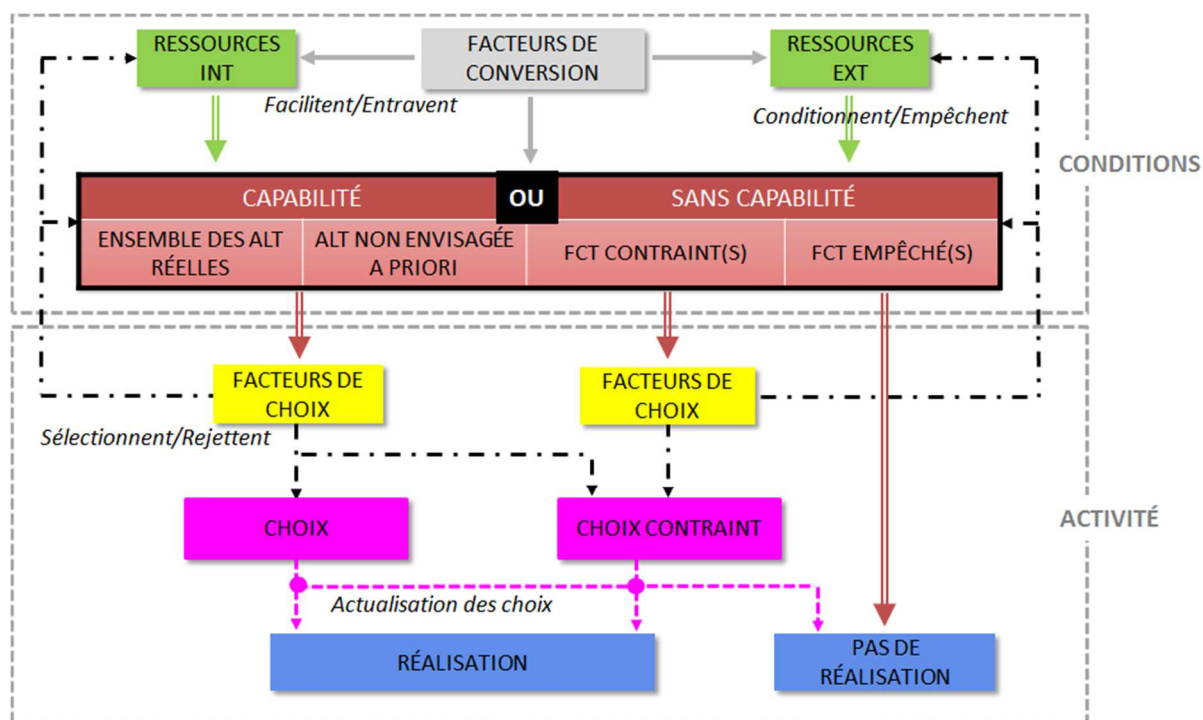 RESSOURCES
INT
FACTEURS DE
CONVERSION
RESSOURCES
EXT
Facilitent/Entravent
Conditionnent/Empêchent
CONDITIONS
CAPABILITÉ
OU
SANS CAPABILITÉ
ENSEMBLE DES ALT
RÉELLES
ALT NON ENVISAGÉE
A PRIORI
FCT CONTRAINT(S)
FCT EMPÊCHÉ(S)
FACTEURS DE
CHOIX
FACTEURS DE
CHOIX
Sélectionnent/Rejettent
CHOIX
CHOIX CONTRAINT
ACTIVITÉ
Actualisation des choix
RÉALISATION
PAS DE
RÉALISATION